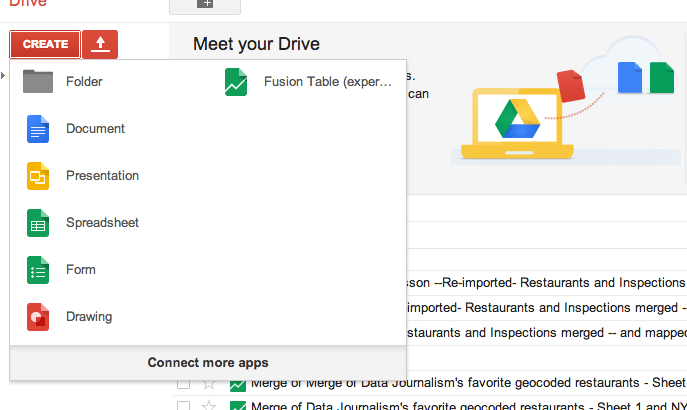 Drive
CREATE
Meet your Drive
s.
can
Folder
Fusion Table (exper...
Document
Presentation
Spreadsheet
Form
Drawing
Connect more apps
sson --Re-imported- Restaurants and Inspections
imported- Restaurants and Inspections merged -
staurants and Inspections merged -- and mapped
Merge of Merge of Data Journalism's favorite geocoded restaurants - Sheet
Merge of Data Journalism's favorite geocoded restaurants - Sheet 1 and NY